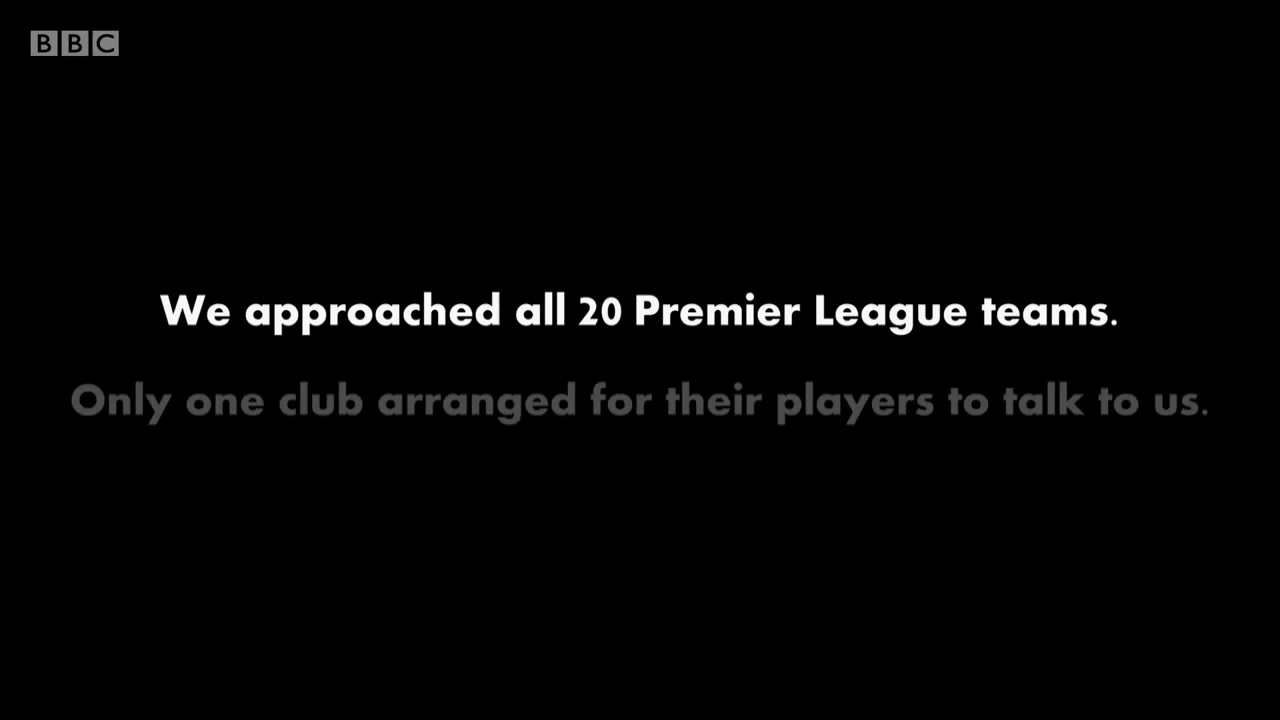 BBC
We approached all 20 Premier League teams.
Only one club arranged for their players to talk to us.